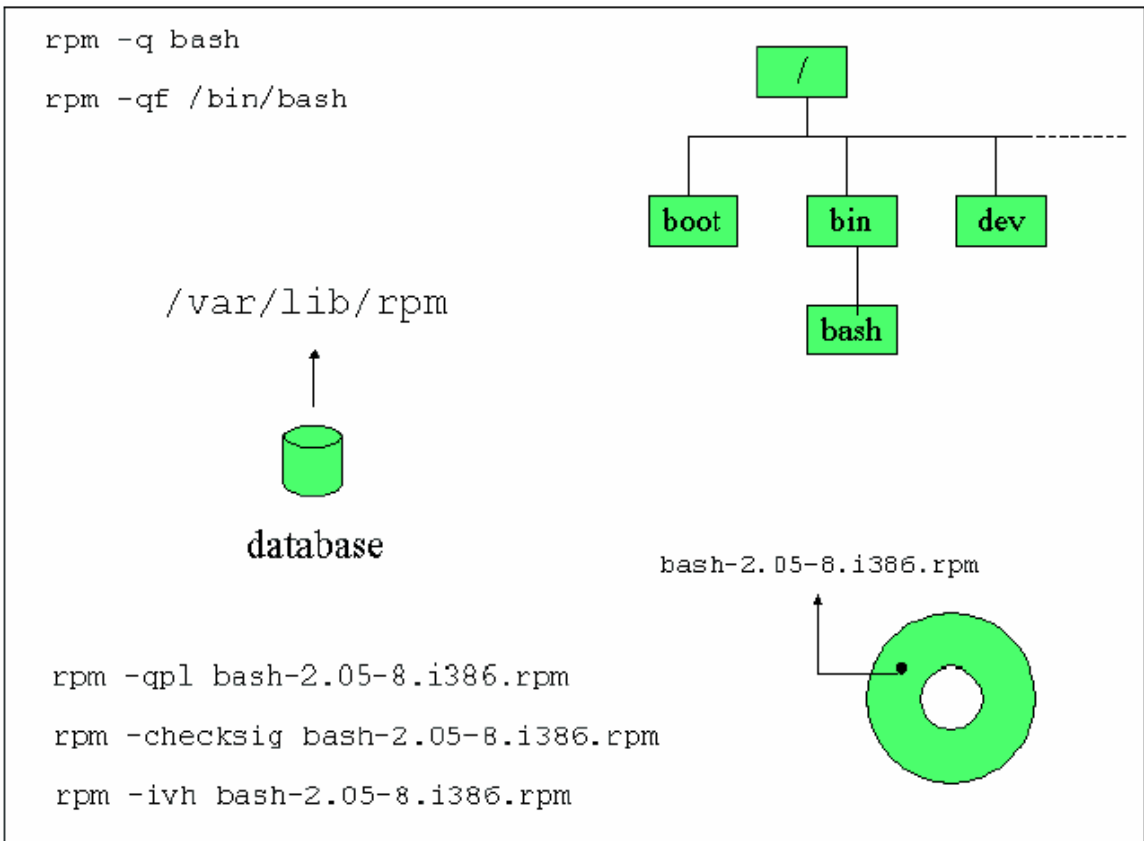 rpm -q bash
rpm -qf /bin/bash
/
boot
bin
dev
bash
/var/lib/rpm
database
bash-2.05-8.i386.rpm
rpm -qpl bash-2.05-8.i386.rpm
rpm -checksig bash-2.05-8.i386.rpm
rpm -ivh bash-2.05-8.i386.rpm